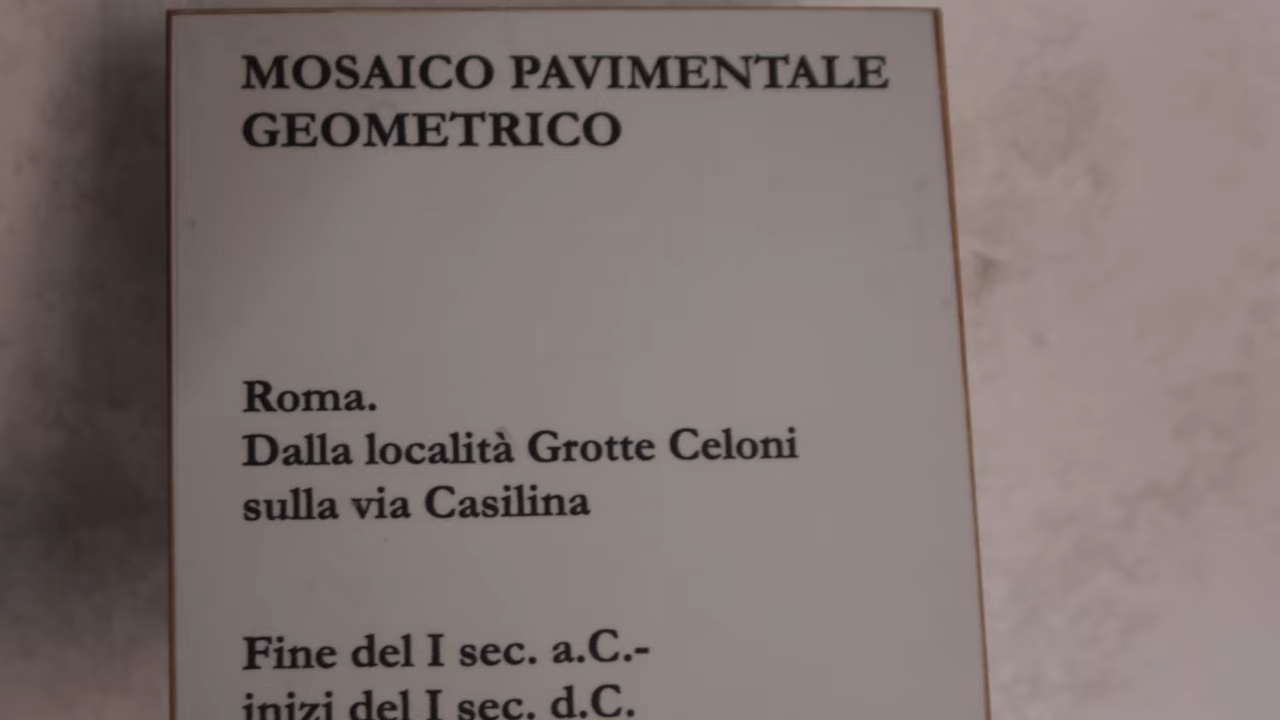 MOSAICO PAVIMENTALE
GEOMETRICO
Roma.
Dalla località Grotte Celoni
sulla via Casilina
Fine del I sec. a.C.-
inizi del I sec. d.C.